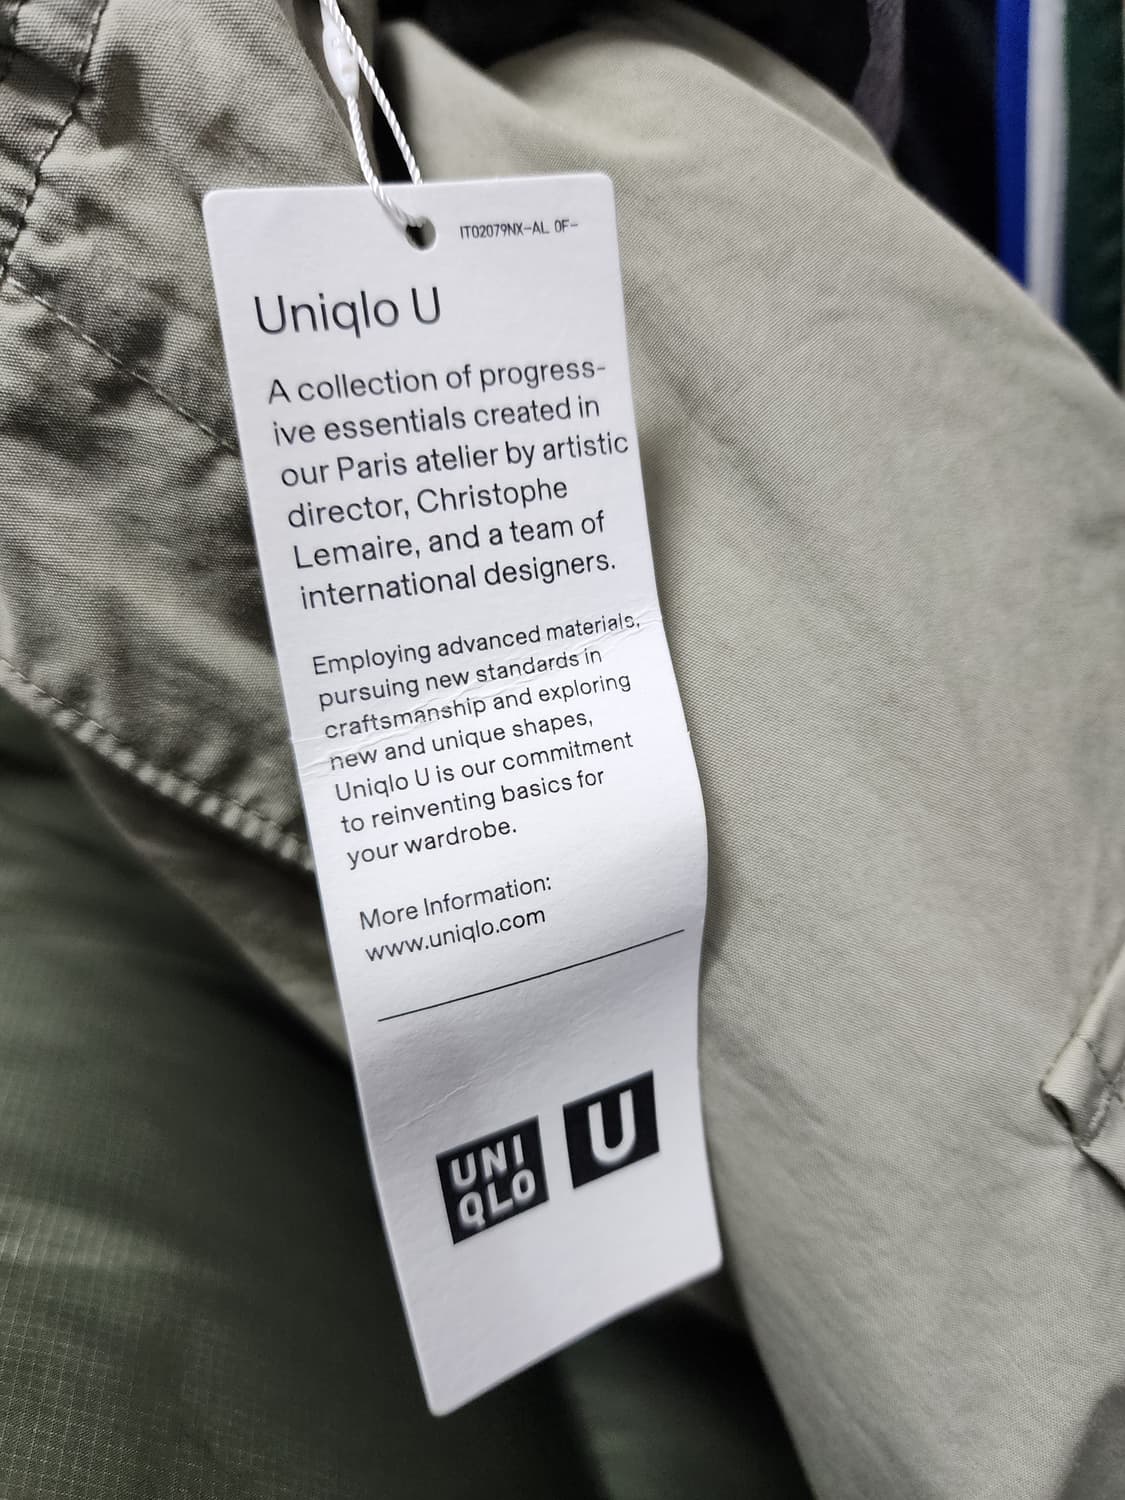 IT02079NX-AL 0F-
Uniqlo U
A collection of progress-
ive essentials created in
our Paris atelier by artistic
director, Christophe
Lemaire, and a team of
international designers.
Employing advanced materials,
pursuing new standards in
craftsmanship and exploring
new and unique shapes,
Uniqlo U is our commitment
to reinventing basics for
your wardrobe.
More Information:
www.uniqlo.com
UNI
QLO
U